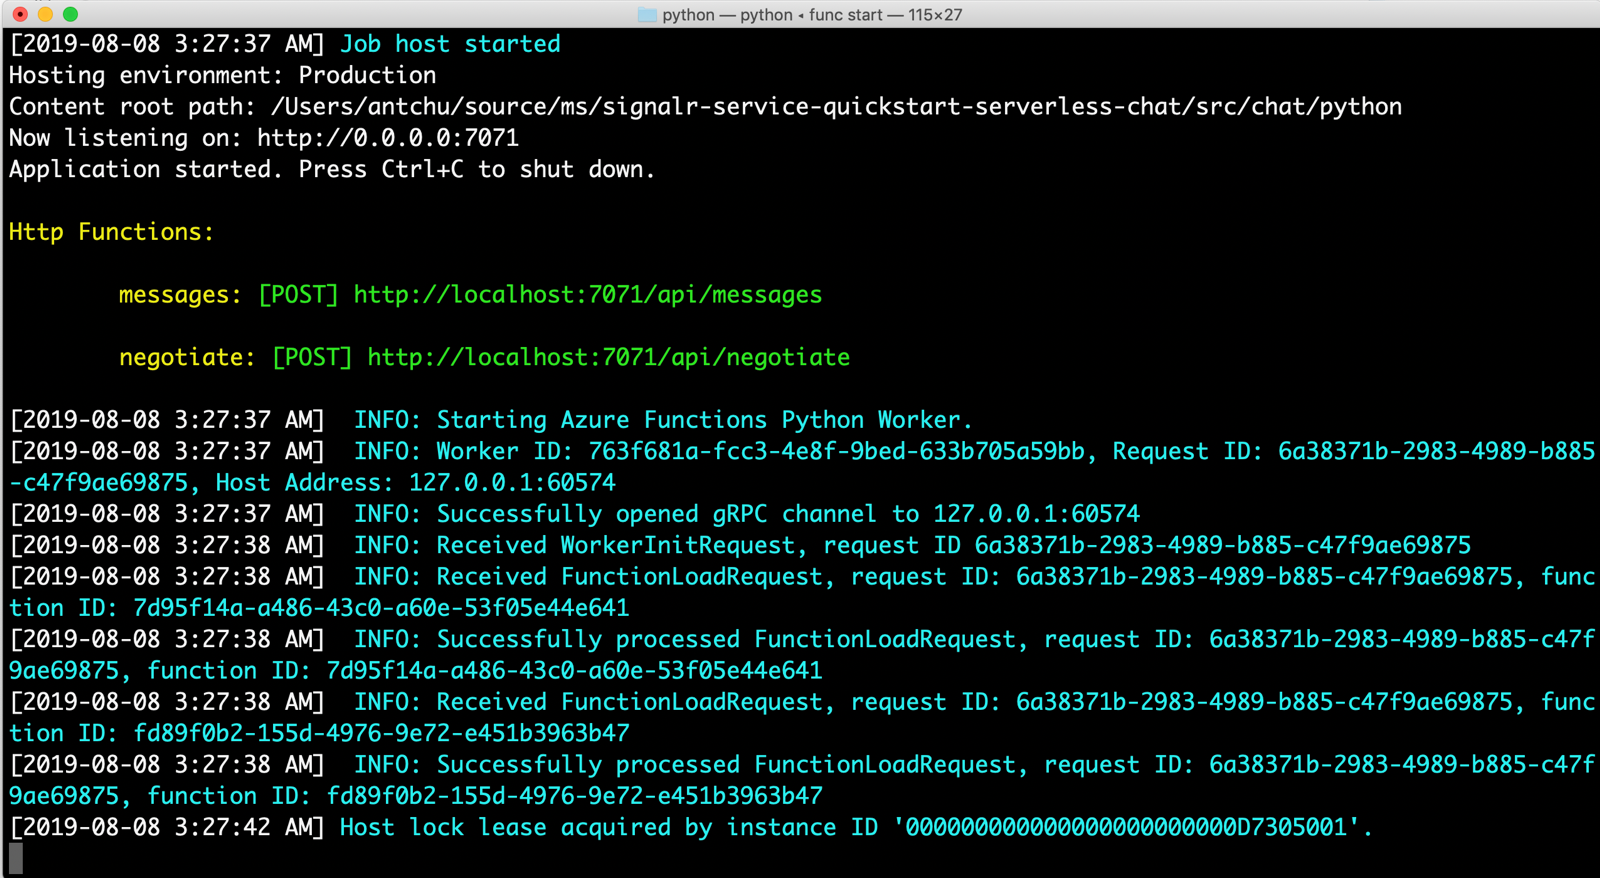 python — python ◂ func start — 115×27
[2019-08-08 3:27:37 AM] Job host started
Hosting environment: Production
Content root path: /Users/antchu/source/ms/signalr-service-quickstart-serverless-chat/src/chat/python
Now listening on: http://0.0.0.0:7071
Application started. Press Ctrl+C to shut down.
Http Functions:
messages: [POST] http://localhost:7071/api/messages
negotiate: [POST] http://localhost:7071/api/negotiate
[2019-08-08 3:27:37 AM]  INFO: Starting Azure Functions Python Worker.
[2019-08-08 3:27:37 AM]  INFO: Worker ID: 763f681a-fcc3-4e8f-9bed-633b705a59bb, Request ID: 6a38371b-2983-4989-b885
-c47f9ae69875, Host Address: 127.0.0.1:60574
[2019-08-08 3:27:37 AM]  INFO: Successfully opened gRPC channel to 127.0.0.1:60574
[2019-08-08 3:27:38 AM]  INFO: Received WorkerInitRequest, request ID 6a38371b-2983-4989-b885-c47f9ae69875
[2019-08-08 3:27:38 AM]  INFO: Received FunctionLoadRequest, request ID: 6a38371b-2983-4989-b885-c47f9ae69875, func
tion ID: 7d95f14a-a486-43c0-a60e-53f05e44e641
[2019-08-08 3:27:38 AM]  INFO: Successfully processed FunctionLoadRequest, request ID: 6a38371b-2983-4989-b885-c47f
9ae69875, function ID: 7d95f14a-a486-43c0-a60e-53f05e44e641
[2019-08-08 3:27:38 AM]  INFO: Received FunctionLoadRequest, request ID: 6a38371b-2983-4989-b885-c47f9ae69875, func
tion ID: fd89f0b2-155d-4976-9e72-e451b3963b47
[2019-08-08 3:27:38 AM]  INFO: Successfully processed FunctionLoadRequest, request ID: 6a38371b-2983-4989-b885-c47f
9ae69875, function ID: fd89f0b2-155d-4976-9e72-e451b3963b47
[2019-08-08 3:27:42 AM] Host lock lease acquired by instance ID '000000000000000000000000D7305001'.